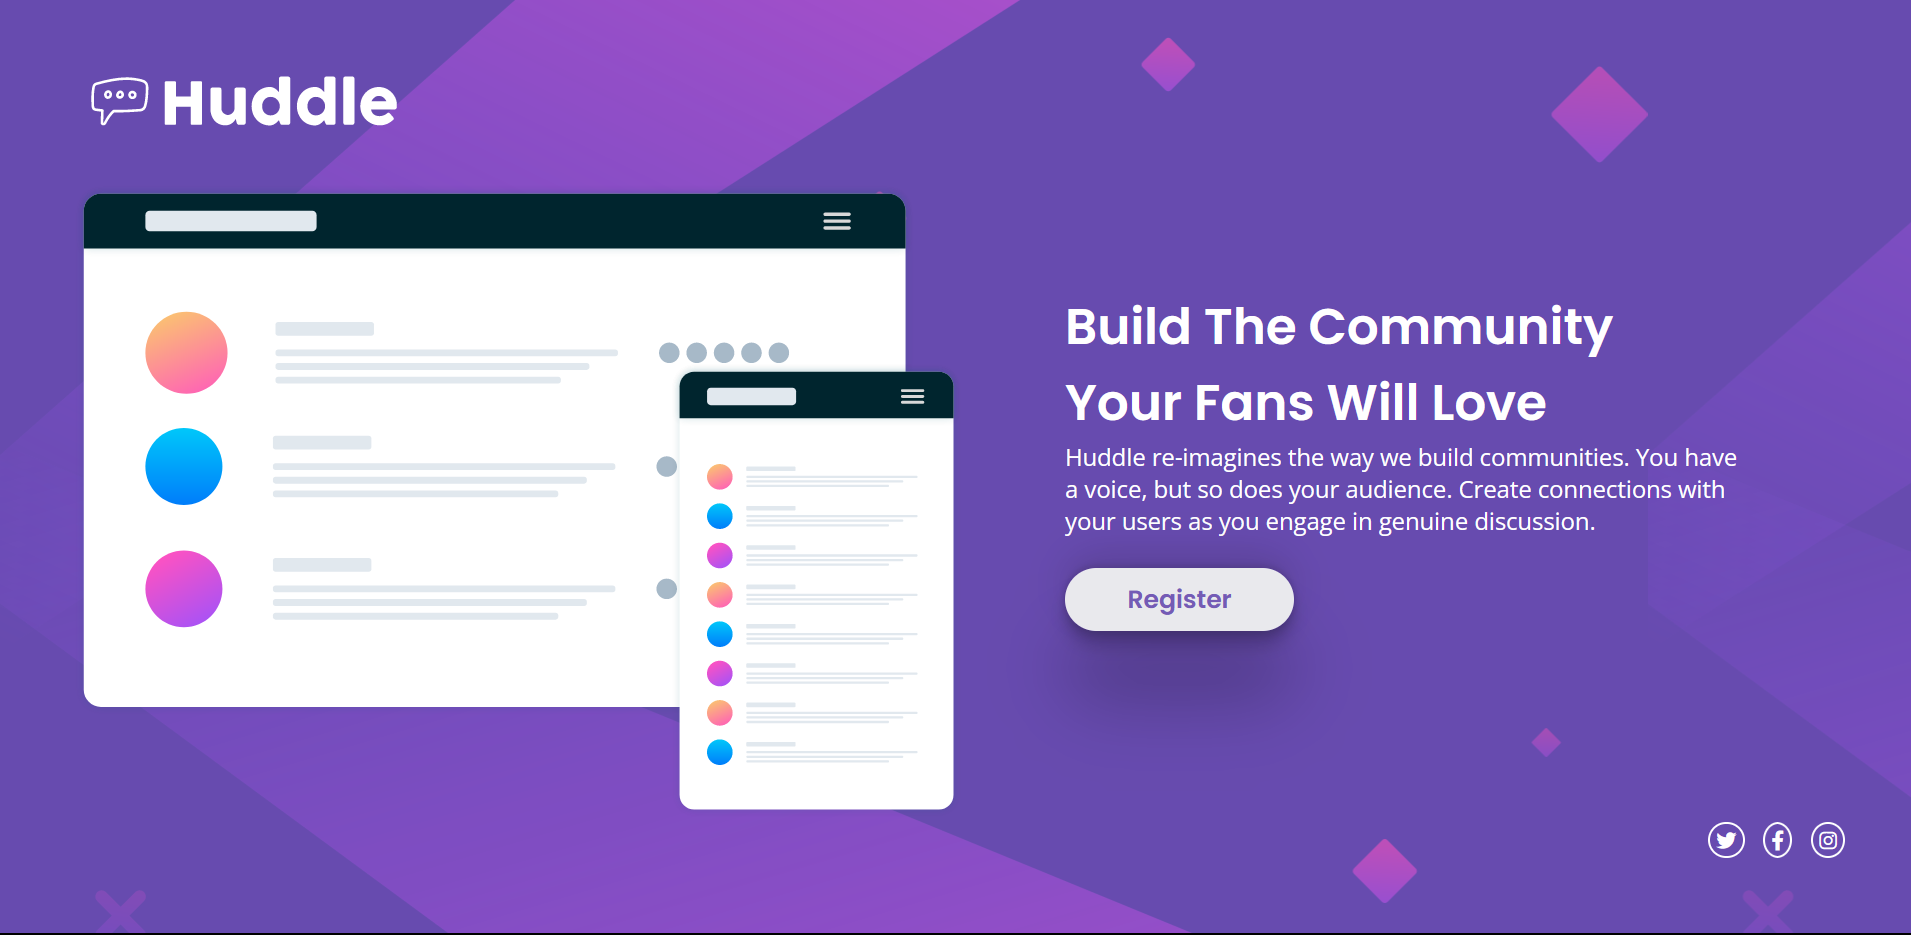 Huddle
Build The Community
Your Fans Will Love
Huddle re-imagines the way we build communities. You have
a voice, but so does your audience. Create connections with
your users as you engage in genuine discussion.
Register